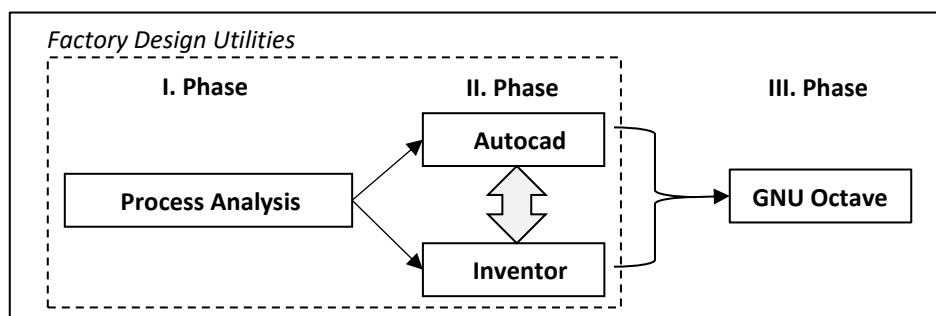 Factory Design Utilities
I. Phase
II. Phase
III. Phase
Autocad
Process Analysis
GNU Octave
Inventor